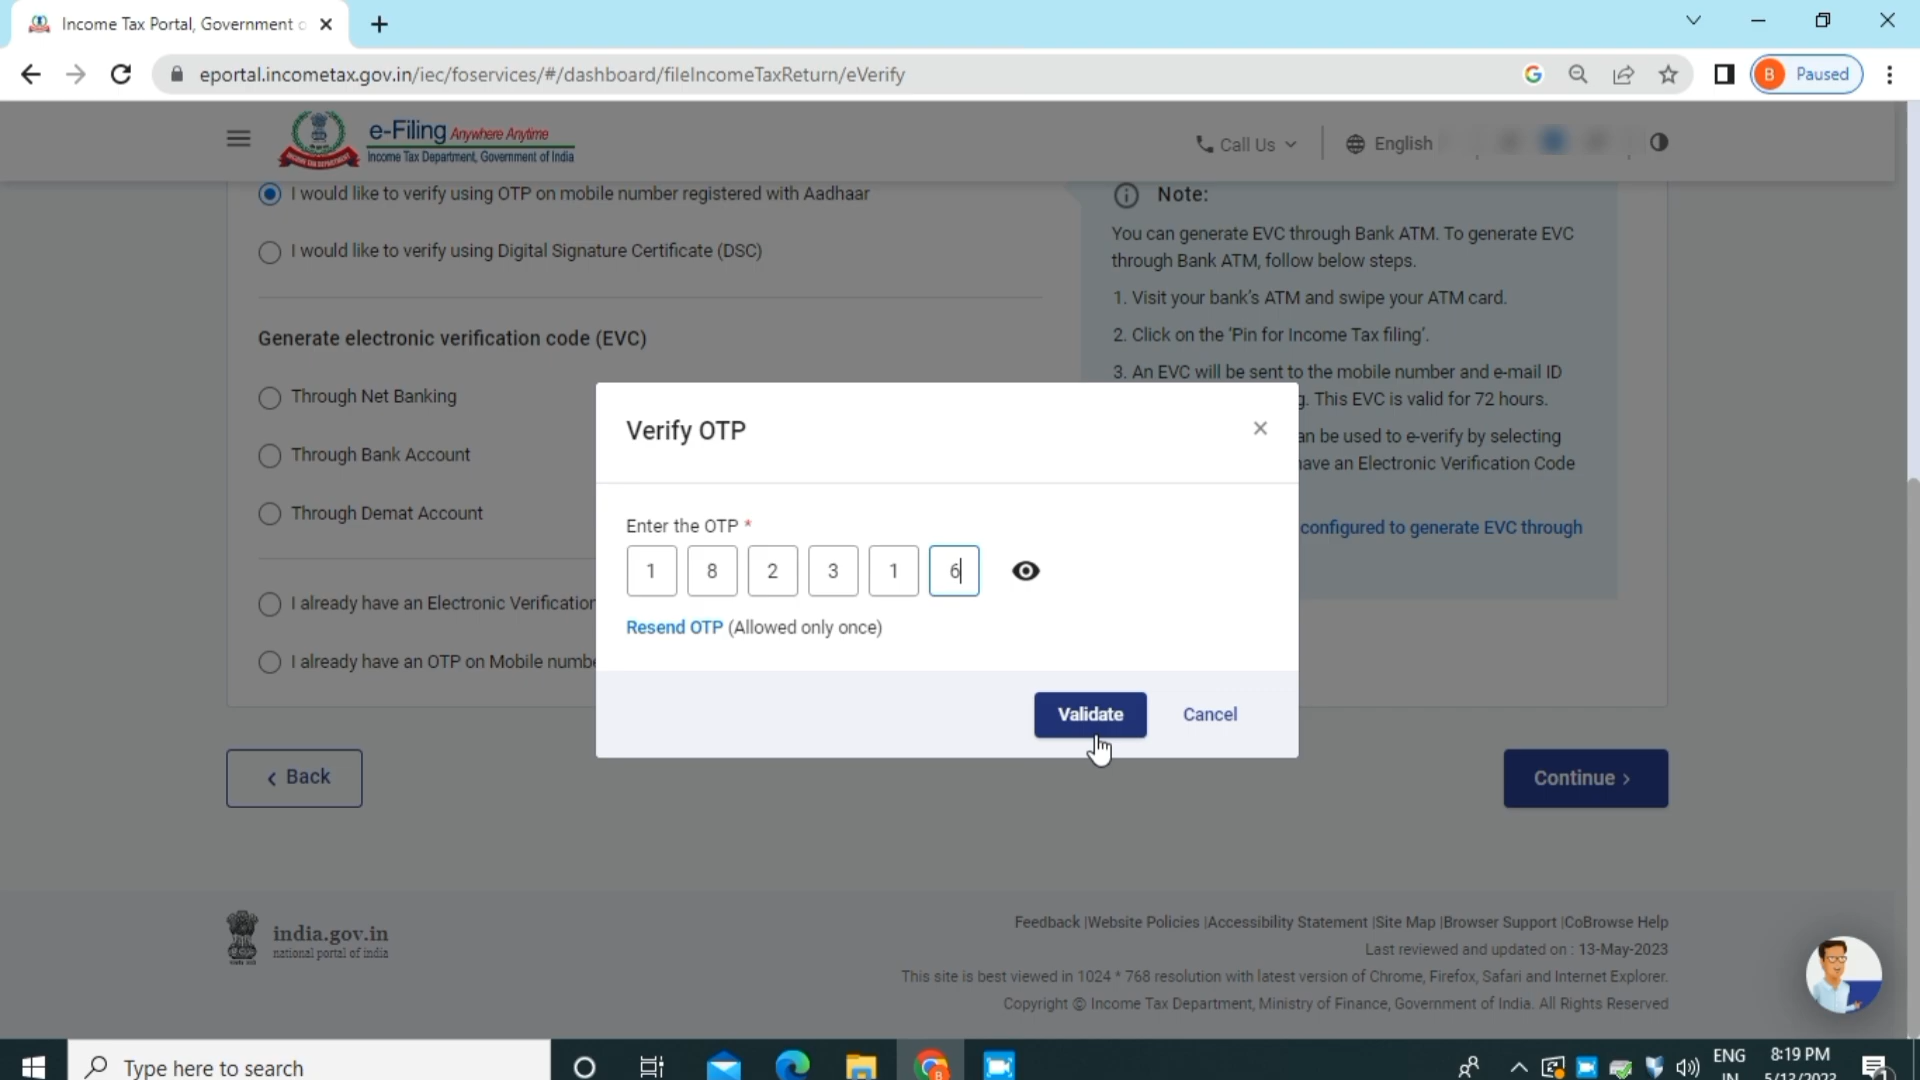 Income Tax Portal, Government o
eportal.incometax.gov.in/iec/foservices/#/dashboard/fileIncomeTaxReturn/eVerify
B Paused
e-Filing Anywhere Anytime
Income Tax Department, Government of India
Call Us
English
I would like to verify using OTP on mobile number registered with Aadhaar
I would like to verify using Digital Signature Certificate (DSC)
Generate electronic verification code (EVC)
Through Net Banking
Through Bank Account
Through Demat Account
I already have an Electronic Verification
I already have an OTP on Mobile numbe
Note:
You can generate EVC through Bank ATM. To generate EVC
through Bank ATM, follow below steps.
1. Visit your bank's ATM and swipe your ATM card.
2. Click on the 'Pin for Income Tax filing'.
3. An EVC will be sent to the mobile number and e-mail ID
g. This EVC is valid for 72 hours.
an be used to e-verify by selecting
ave an Electronic Verification Code
configured to generate EVC through
Verify OTP
×
Enter the OTP *
1 8 2 3 1 6
Resend OTP (Allowed only once)
Validate
Cancel
< Back
Continue >
india.gov.in
national portal of india
Feedback |Website Policies |Accessibility Statement |Site Map |Browser Support |CoBrowse Help
Last reviewed and updated on : 13-May-2023
This site is best viewed in 1024 * 768 resolution with latest version of Chrome, Firefox, Safari and Internet Explorer.
Copyright © Income Tax Department, Ministry of Finance, Government of India. All Rights Reserved
Type here to search
ENG
IN
8:19 PM
5/13/2023
1